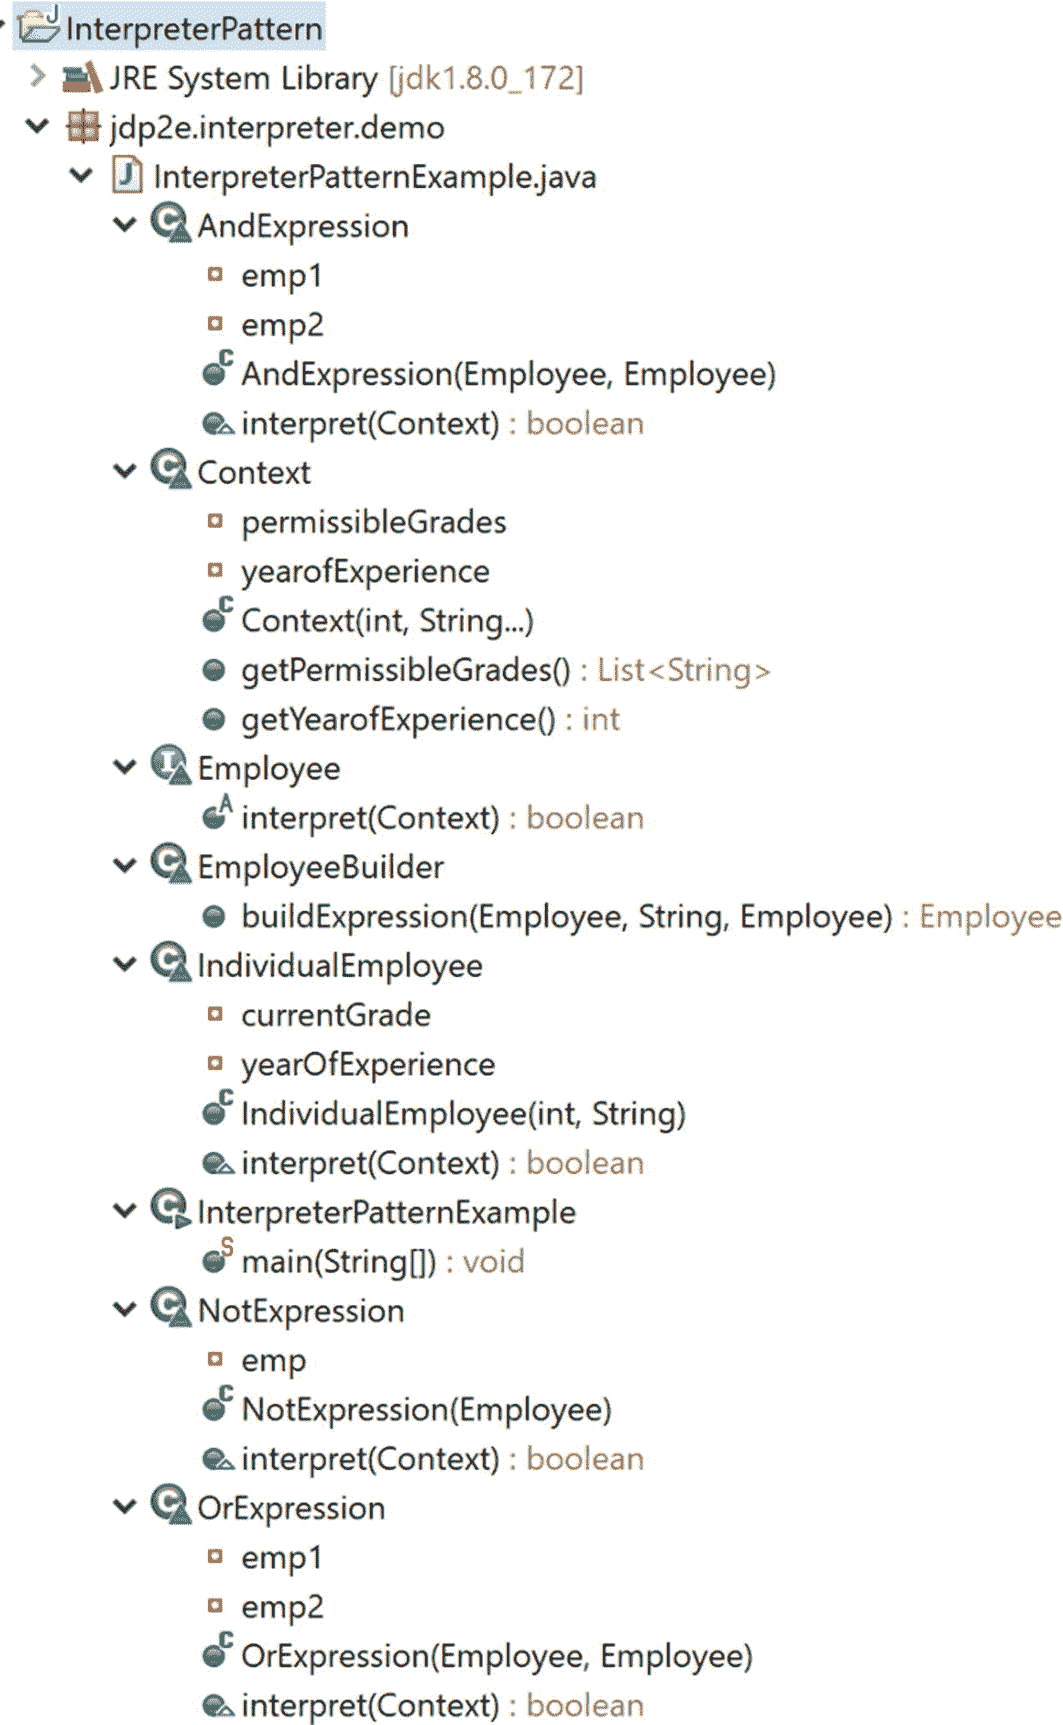 InterpreterPattern
JRE System Library [jdk1.8.0_172]
jdp2e.interpreter.demo
InterpreterPatternExample.java
AndExpression
emp1
emp2
AndExpression(Employee, Employee)
interpret(Context) : boolean
Context
permissibleGrades
yearofExperience
Context(int, String...)
getPermissibleGrades() : List<String>
getYearofExperience() : int
Employee
interpret(Context) : boolean
EmployeeBuilder
buildExpression(Employee, String, Employee) : Employee
IndividualEmployee
currentGrade
yearOfExperience
IndividualEmployee(int, String)
interpret(Context) : boolean
InterpreterPatternExample
main(String[]) : void
NotExpression
emp
NotExpression(Employee)
interpret(Context) : boolean
OrExpression
emp1
emp2
OrExpression(Employee, Employee)
interpret(Context) : boolean